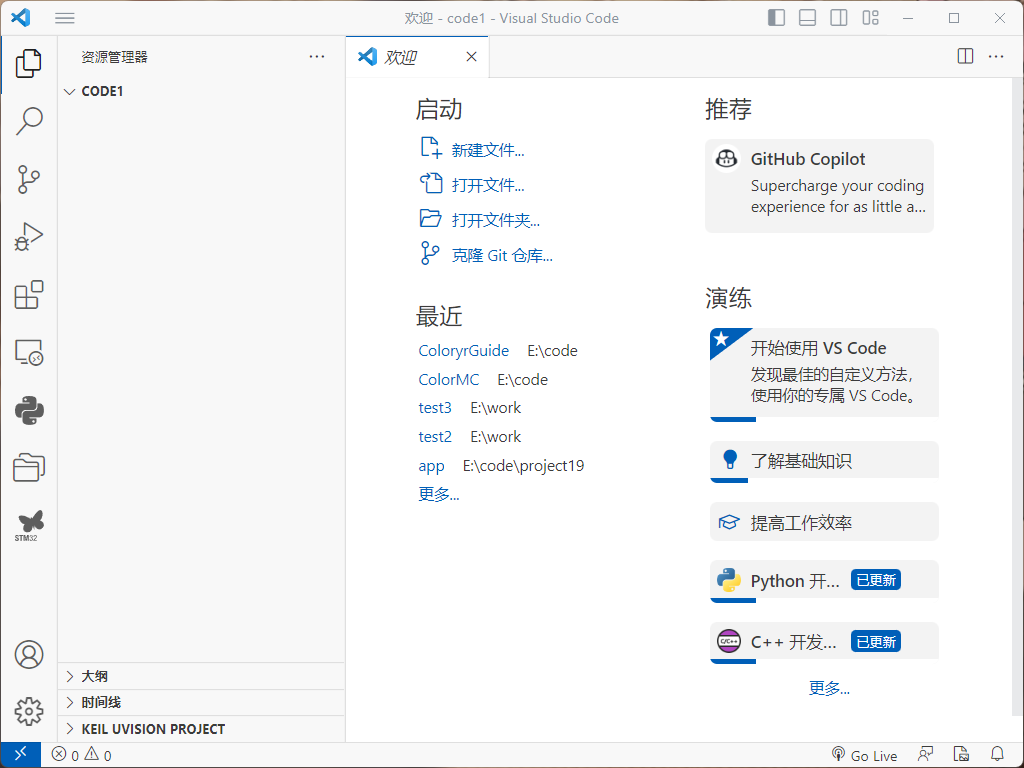 欢迎 - code1 - Visual Studio Code
资源管理器
CODE1
大纲
时间线
KEIL UVISION PROJECT
STM32
欢迎
启动
新建文件...
打开文件...
打开文件夹...
克隆 Git 仓库...
最近
ColoryrGuide E:\code
ColorMC E:\code
test3 E:\work
test2 E:\work
app E:\code\project19
更多...
推荐
GitHub Copilot
Supercharge your coding
experience for as little a...
演练
开始使用 VS Code
发现最佳的自定义方法，
使用你的专属 VS Code。
了解基础知识
提高工作效率
Python 开... 已更新
C/C++
C++ 开发... 已更新
更多...
0 0
Go Live